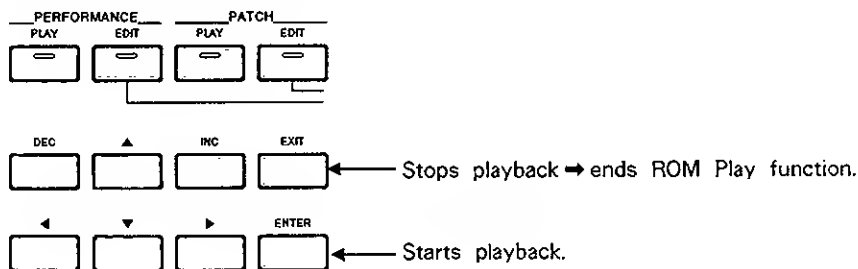 PERFORMANCE PATCH
PLAY EDIT PLAY EDIT
DEC ▲ INC EXIT
Stops playback ➡ ends ROM Play function.
◀ ▼ ▶ ENTER
Starts playback.